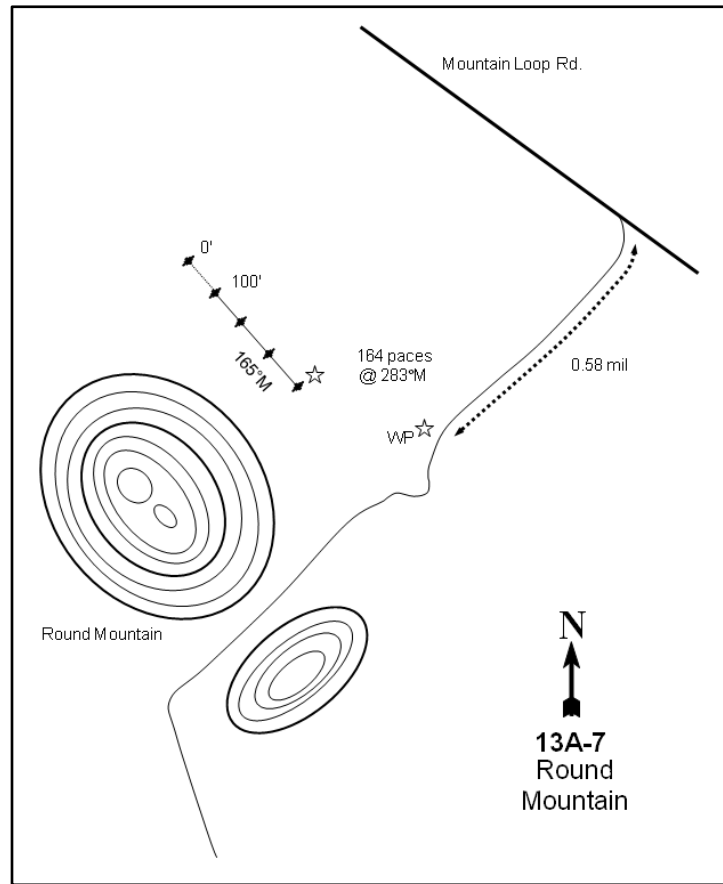 Mountain Loop Rd.
0'
100'
165°M
164 paces
@ 283°M
0.58 mil
WP
Round Mountain
N
13A-7
Round
Mountain